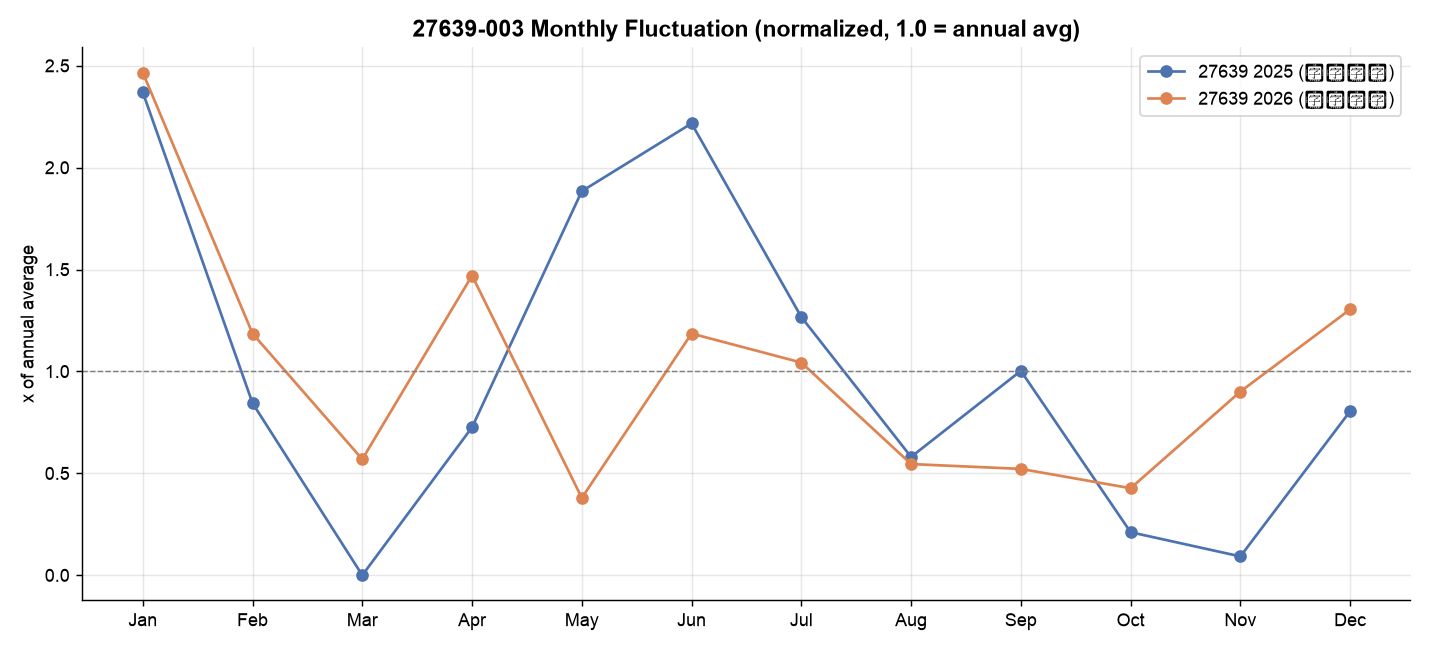 27639-003 Monthly Fluctuation (normalized, 1.0 = annual avg)
27639 2025 ( )
27639 2026 ( )
x of annual average
2.5
2.0
1.5
1.0
0.5
0.0
Jan Feb Mar Apr May Jun Jul Aug Sep Oct Nov Dec